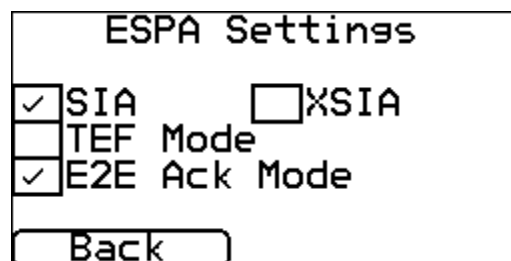 ESPA Settings
SIA XSIA
TEF Mode
E2E Ack Mode
Back